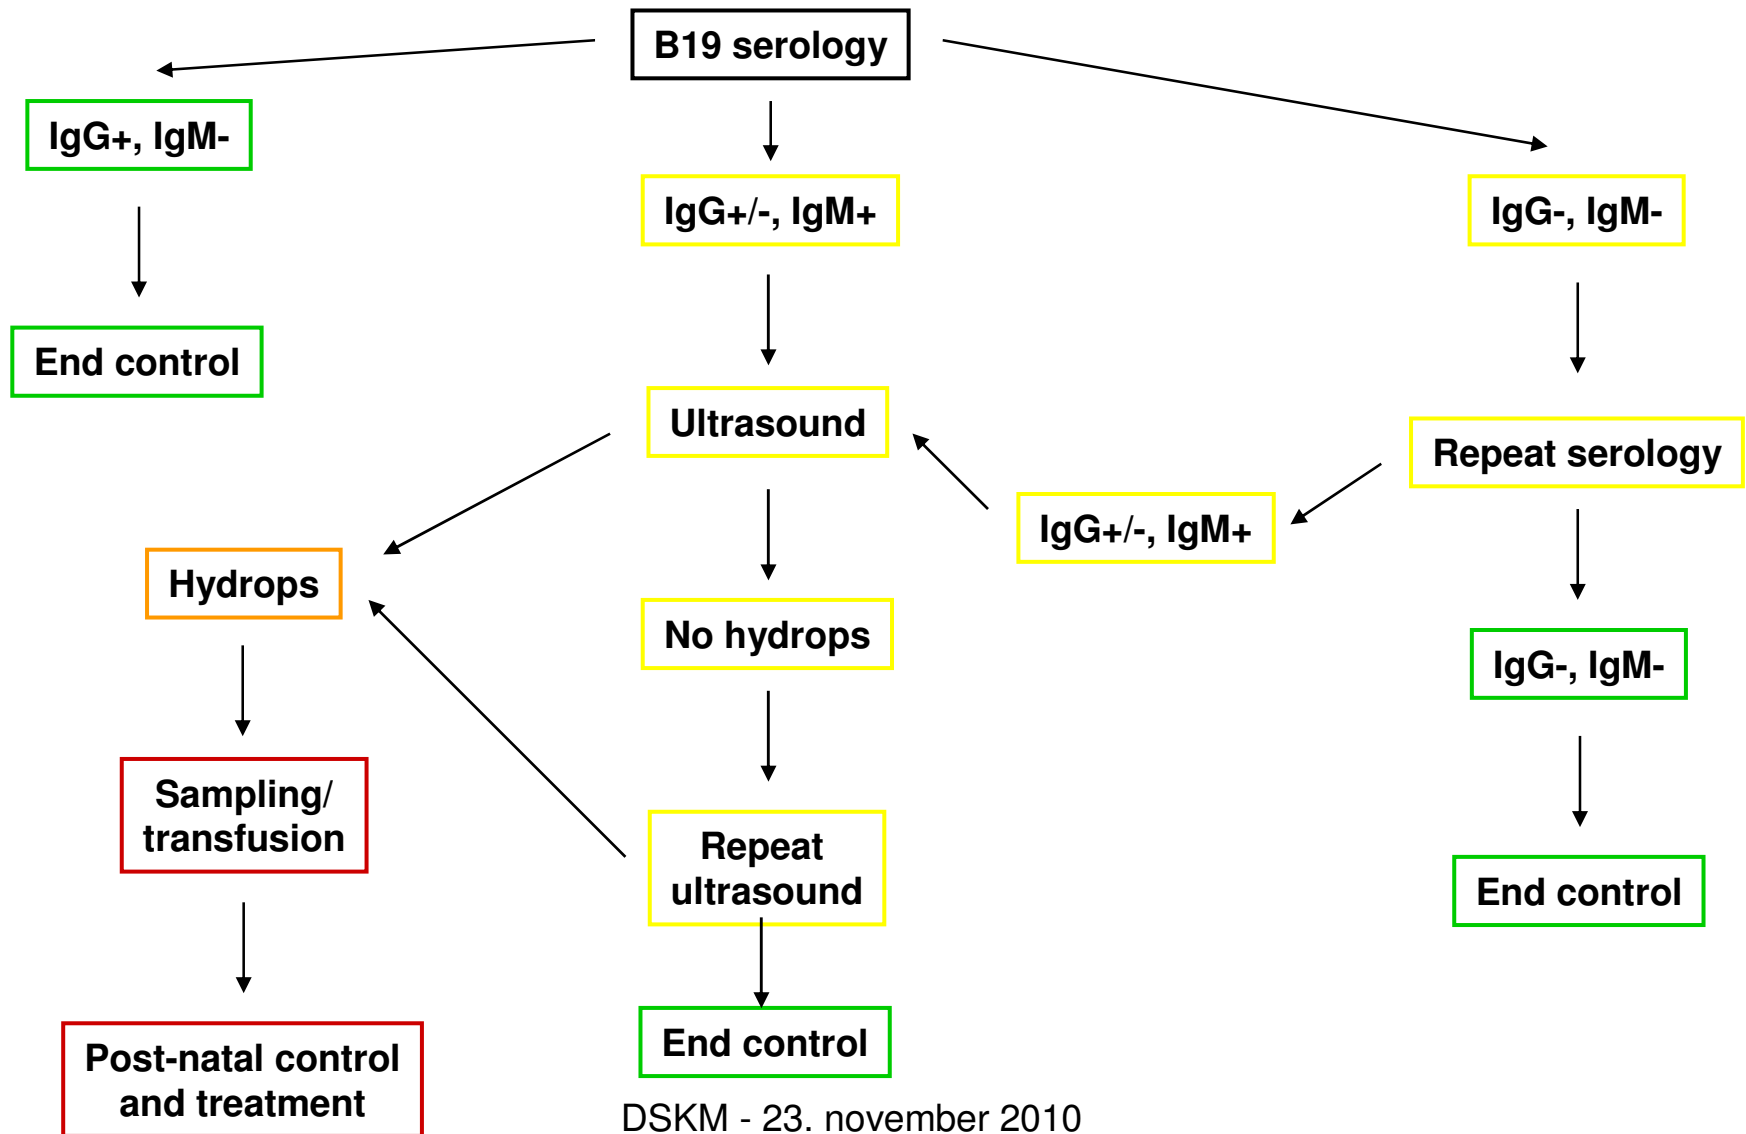 B19 serology
IgG+, IgM-
IgG+/-, IgM+
IgG-, IgM-
End control
Ultrasound
Repeat serology
IgG+/-, IgM+
Hydrops
No hydrops
IgG-, IgM-
Sampling/
transfusion
Repeat
ultrasound
End control
End control
Post-natal control
and treatment
DSKM - 23. november 2010